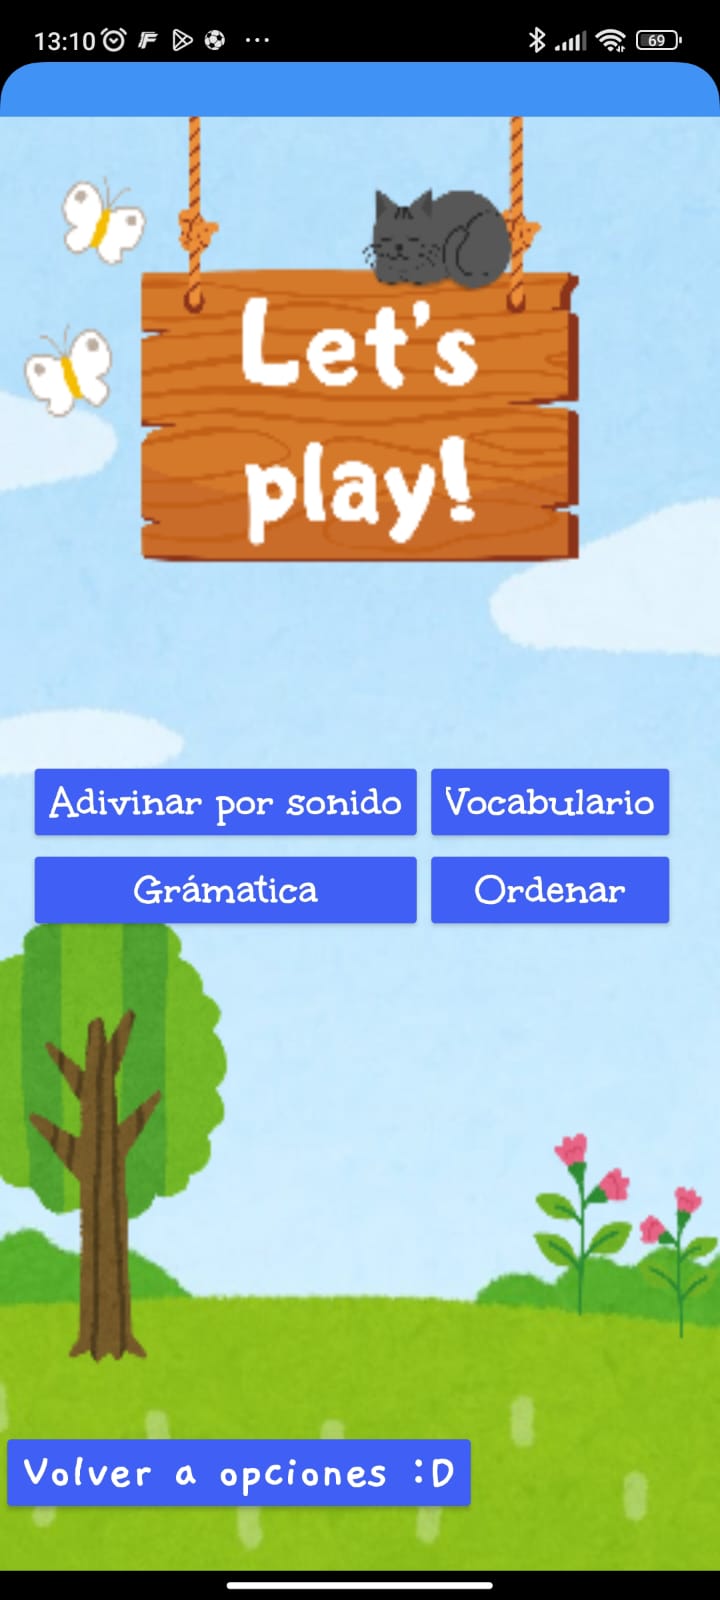 13:10
69
Let's
play!
Adivinar por sonido
Vocabulario
Grámatica
Ordenar
Volver a opciones :D